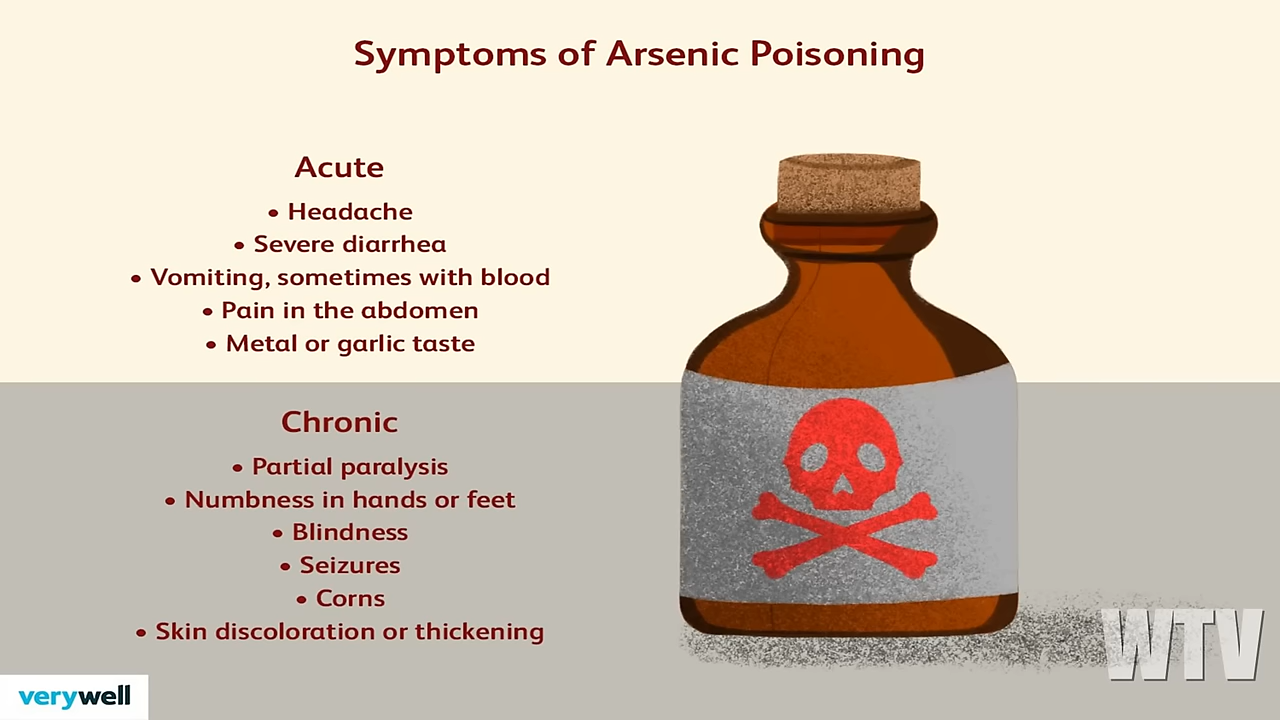 Symptoms of Arsenic Poisoning
Acute
• Headache
• Severe diarrhea
• Vomiting, sometimes with blood
• Pain in the abdomen
• Metal or garlic taste
Chronic
• Partial paralysis
• Numbness in hands or feet
• Blindness
• Seizures
• Corns
• Skin discoloration or thickening
verywell
WTV